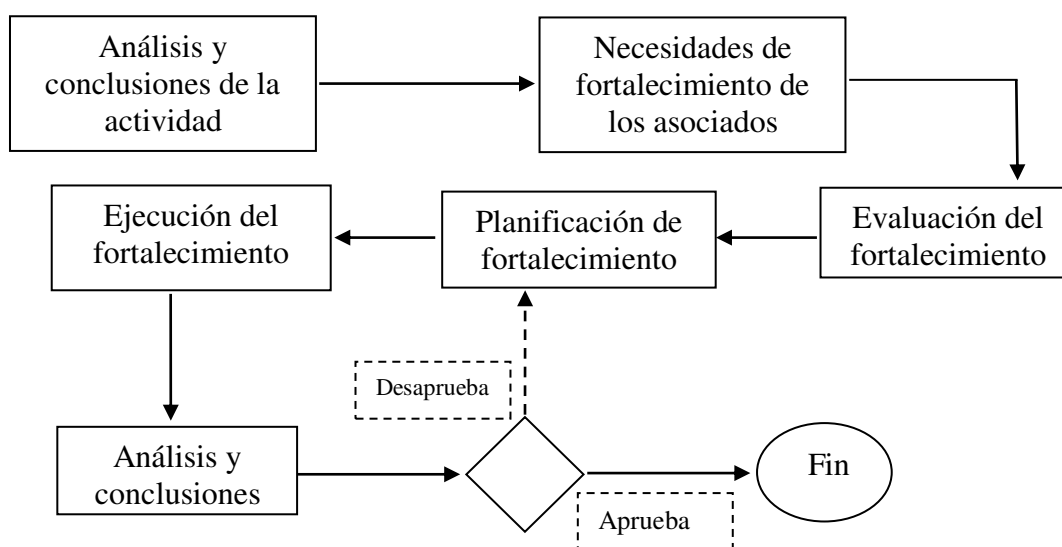 Análisis y
conclusiones de la
actividad
Necesidades de
fortalecimiento de
los asociados
Evaluación del
fortalecimiento
Planificación de
fortalecimiento
Ejecución del
fortalecimiento
Análisis y
conclusiones
Desaprueba
Aprueba
Fin